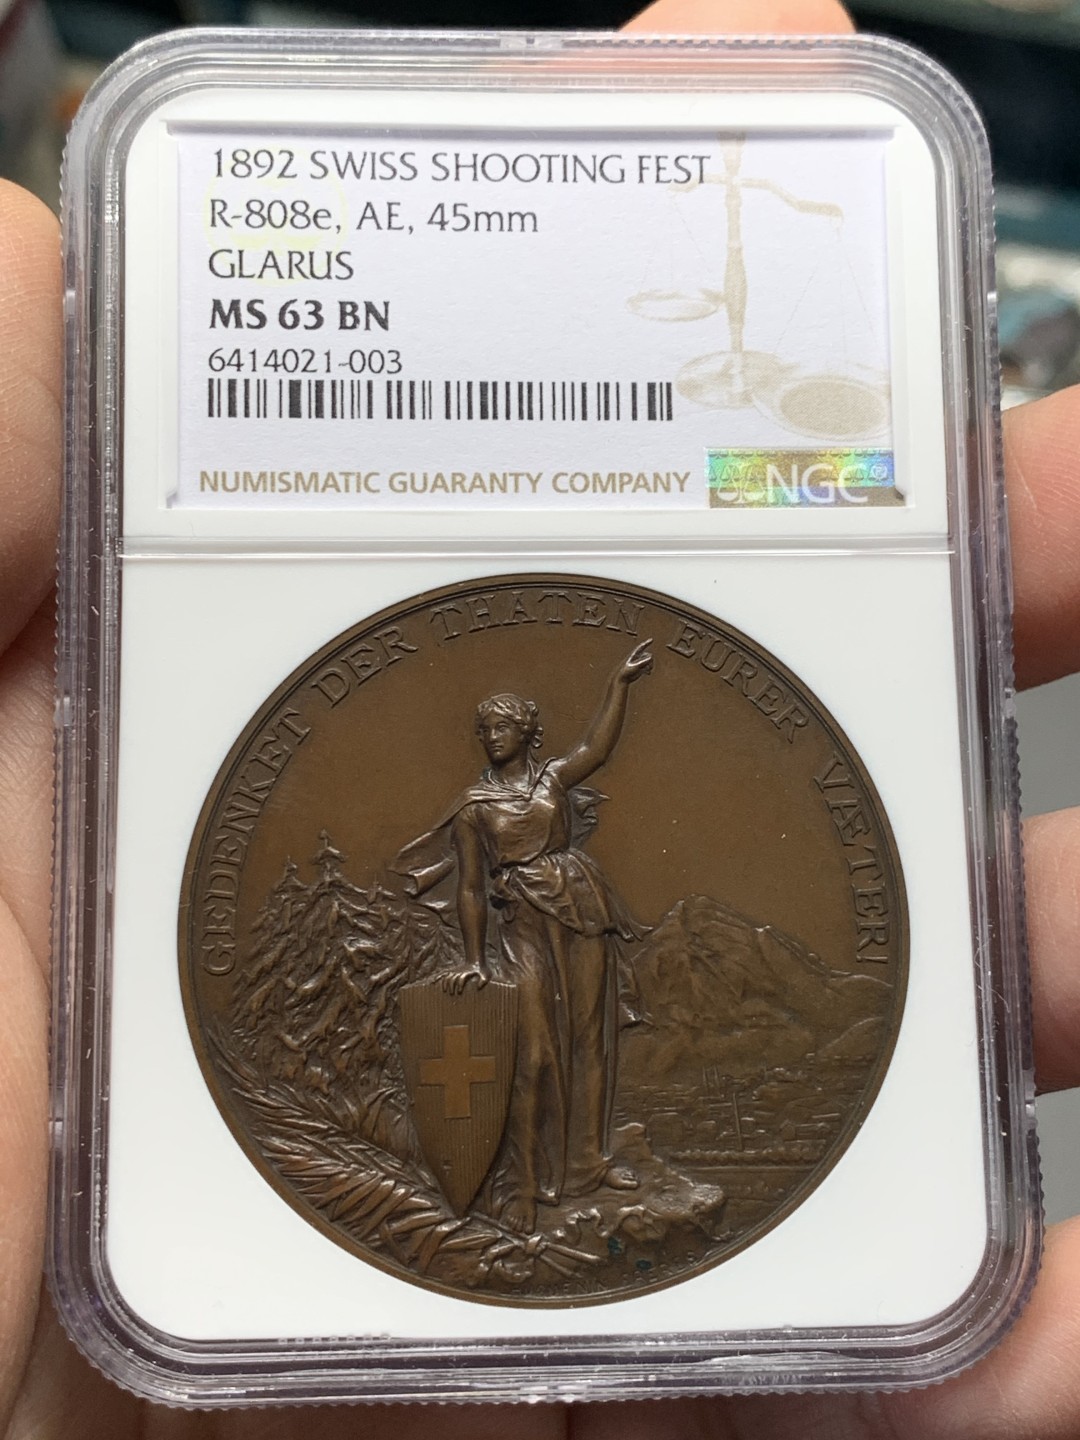 1892 SWISS SHOOTING FEST
R-808e, AE, 45mm
GLARUS
MS 63 BN
6414021-003
NUMISMATIC GUARANTY COMPANY
NGC®
GEDENKET DER THATEN EURER VÆTER!